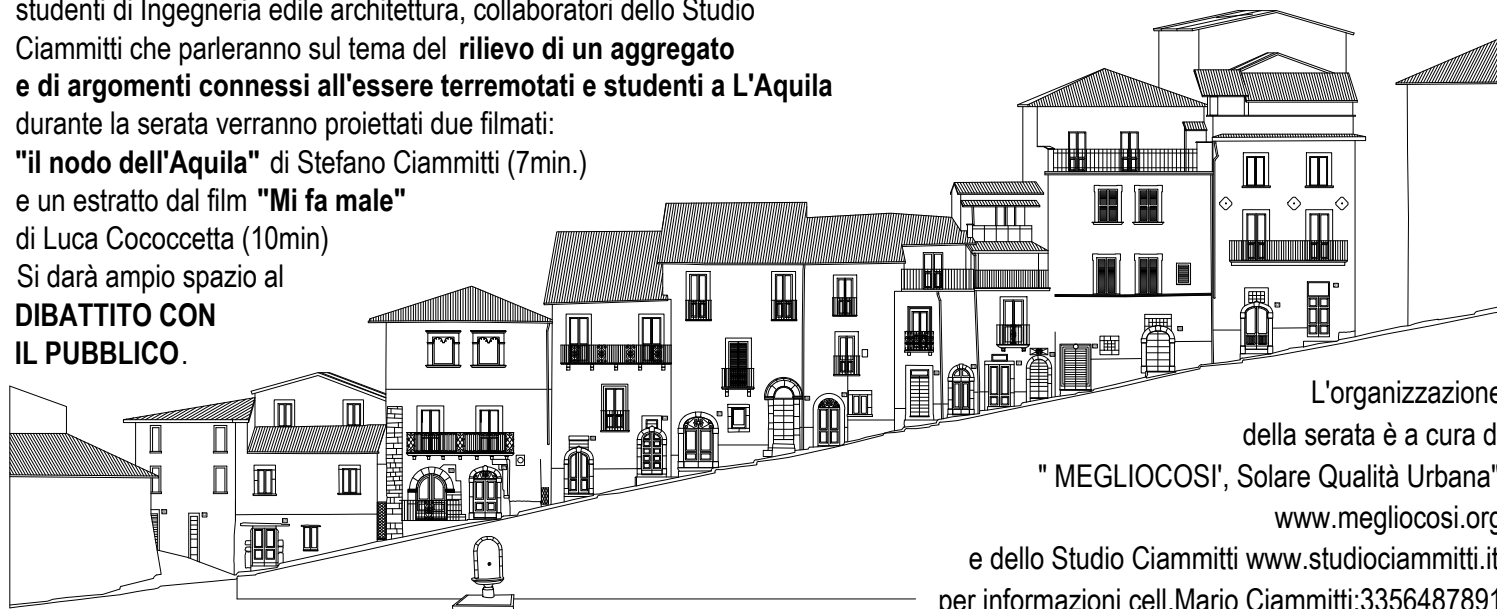 studenti di Ingegneria edile architettura, collaboratori dello Studio
Ciammitti che parleranno sul tema del rilievo di un aggregato
e di argomenti connessi all'essere terremotati e studenti a L'Aquila
durante la serata verranno proiettati due filmati:
"il nodo dell'Aquila" di Stefano Ciammitti (7min.)
e un estratto dal film "Mi fa male"
di Luca Cococcetta (10min)
Si darà ampio spazio al
DIBATTITO CON
IL PUBBLICO.
L'organizzazione
della serata è a cura d
" MEGLIOCOSI', Solare Qualità Urbana"
www.megliocosi.org
e dello Studio Ciammitti www.studiociammitti.it
per informazioni cell.Mario Ciammitti:3356487891